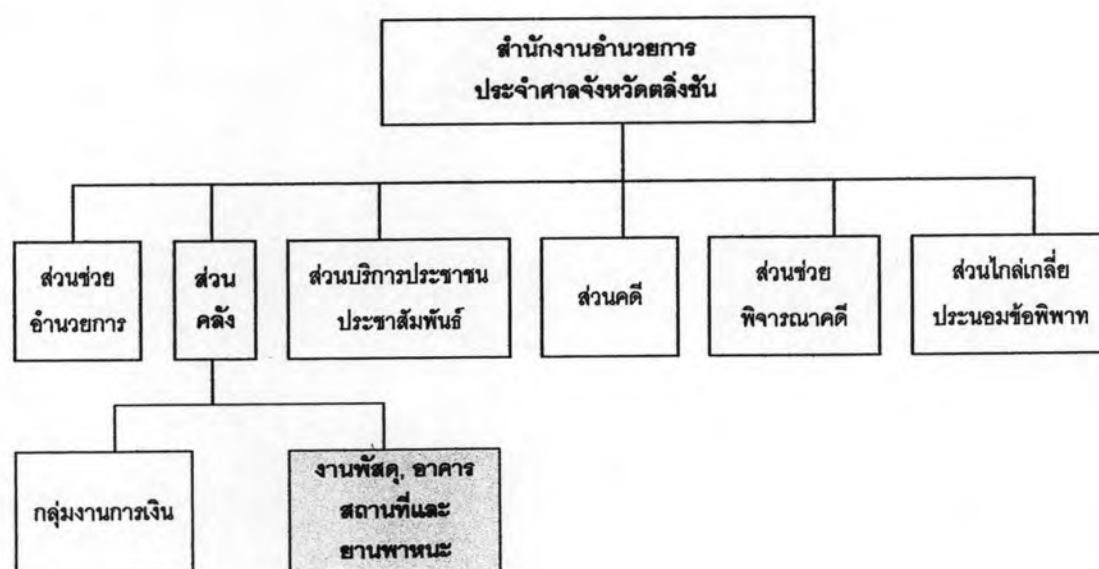 สำนักงานอำนวยการ
ประจำศาลจังหวัดตลิ่งชัน
ส่วนช่วย
อำนวยการ
ส่วน
คลัง
ส่วนบริการประชาชน
ประชาสัมพันธ์
ส่วนคดี
ส่วนช่วย
พิจารณาคดี
ส่วนไกล่เกลี่ย
ประนอมข้อพิพาท
กลุ่มงานการเงิน
งานพัสดุ, อาคาร
สถานที่และ
ยานพาหนะ